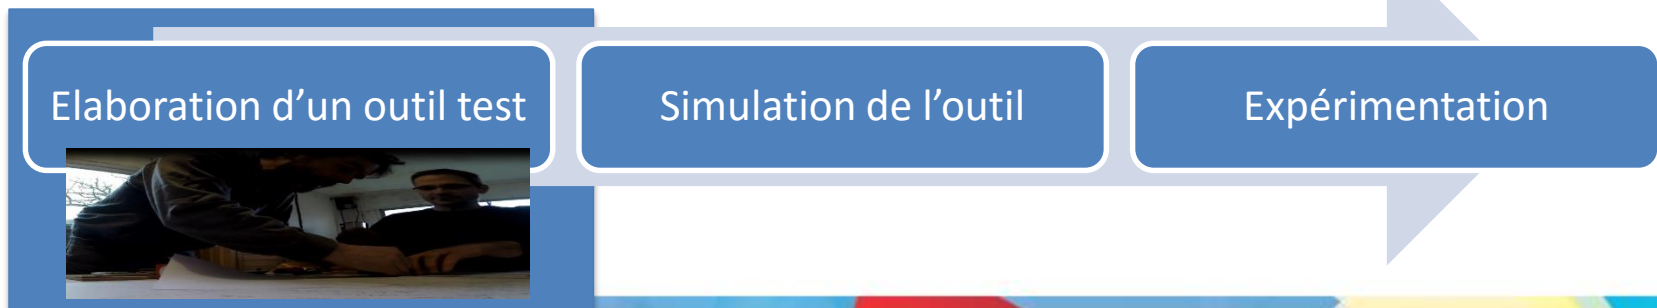 Elaboration d’un outil test
Simulation de l’outil
Expérimentation